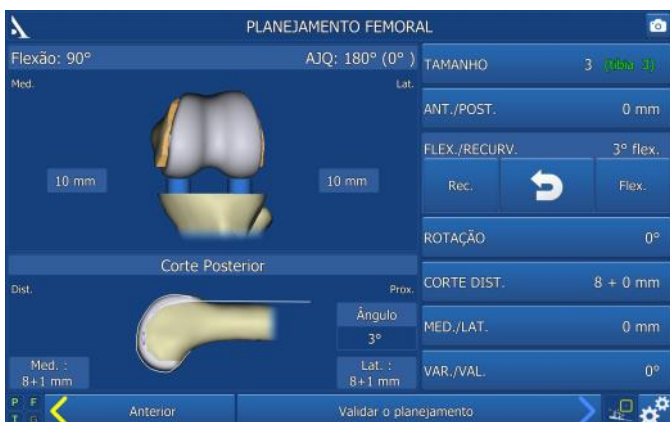 PLANEJAMENTO FEMORAL
Flexão: 90°
AJQ: 180° (0° )
Med.
Lat.
10 mm
10 mm
Corte Posterior
Dist.
Prox.
Ângulo
3°
Med. :
8+1 mm
Lat. :
8+1 mm
TAMANHO 3 (tíbia 3)
ANT./POST. 0 mm
FLEX./RECURV. 3° flex.
Rec.
Flex.
ROTAÇÃO 0°
CORTE DIST. 8 + 0 mm
MED./LAT. 0 mm
VAR./VAL. 0°
P F
T G
Anterior
Validar o planejamento